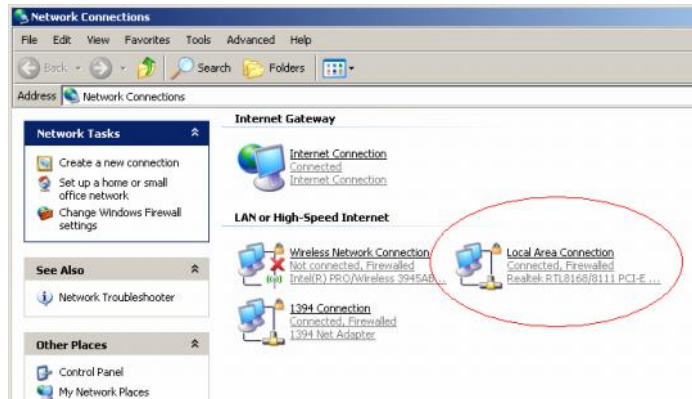 Network Connections
File Edit View Favorites Tools Advanced Help
Back Search Folders
Address Network Connections
Network Tasks
Create a new connection
Set up a home or small
office network
Change Windows Firewall
settings
See Also
Network Troubleshooter
Other Places
Control Panel
My Network Places
Internet Gateway
Internet Connection
Connected
Internet Connection
LAN or High-Speed Internet
Wireless Network Connection
Not connected, Firewalled
Intel(R) PRO/Wireless 3945AB...
Local Area Connection
Connected, Firewalled
Realtek RTL8168/8111 PCI-E ...
1394 Connection
Connected, Firewalled
1394 Net Adapter